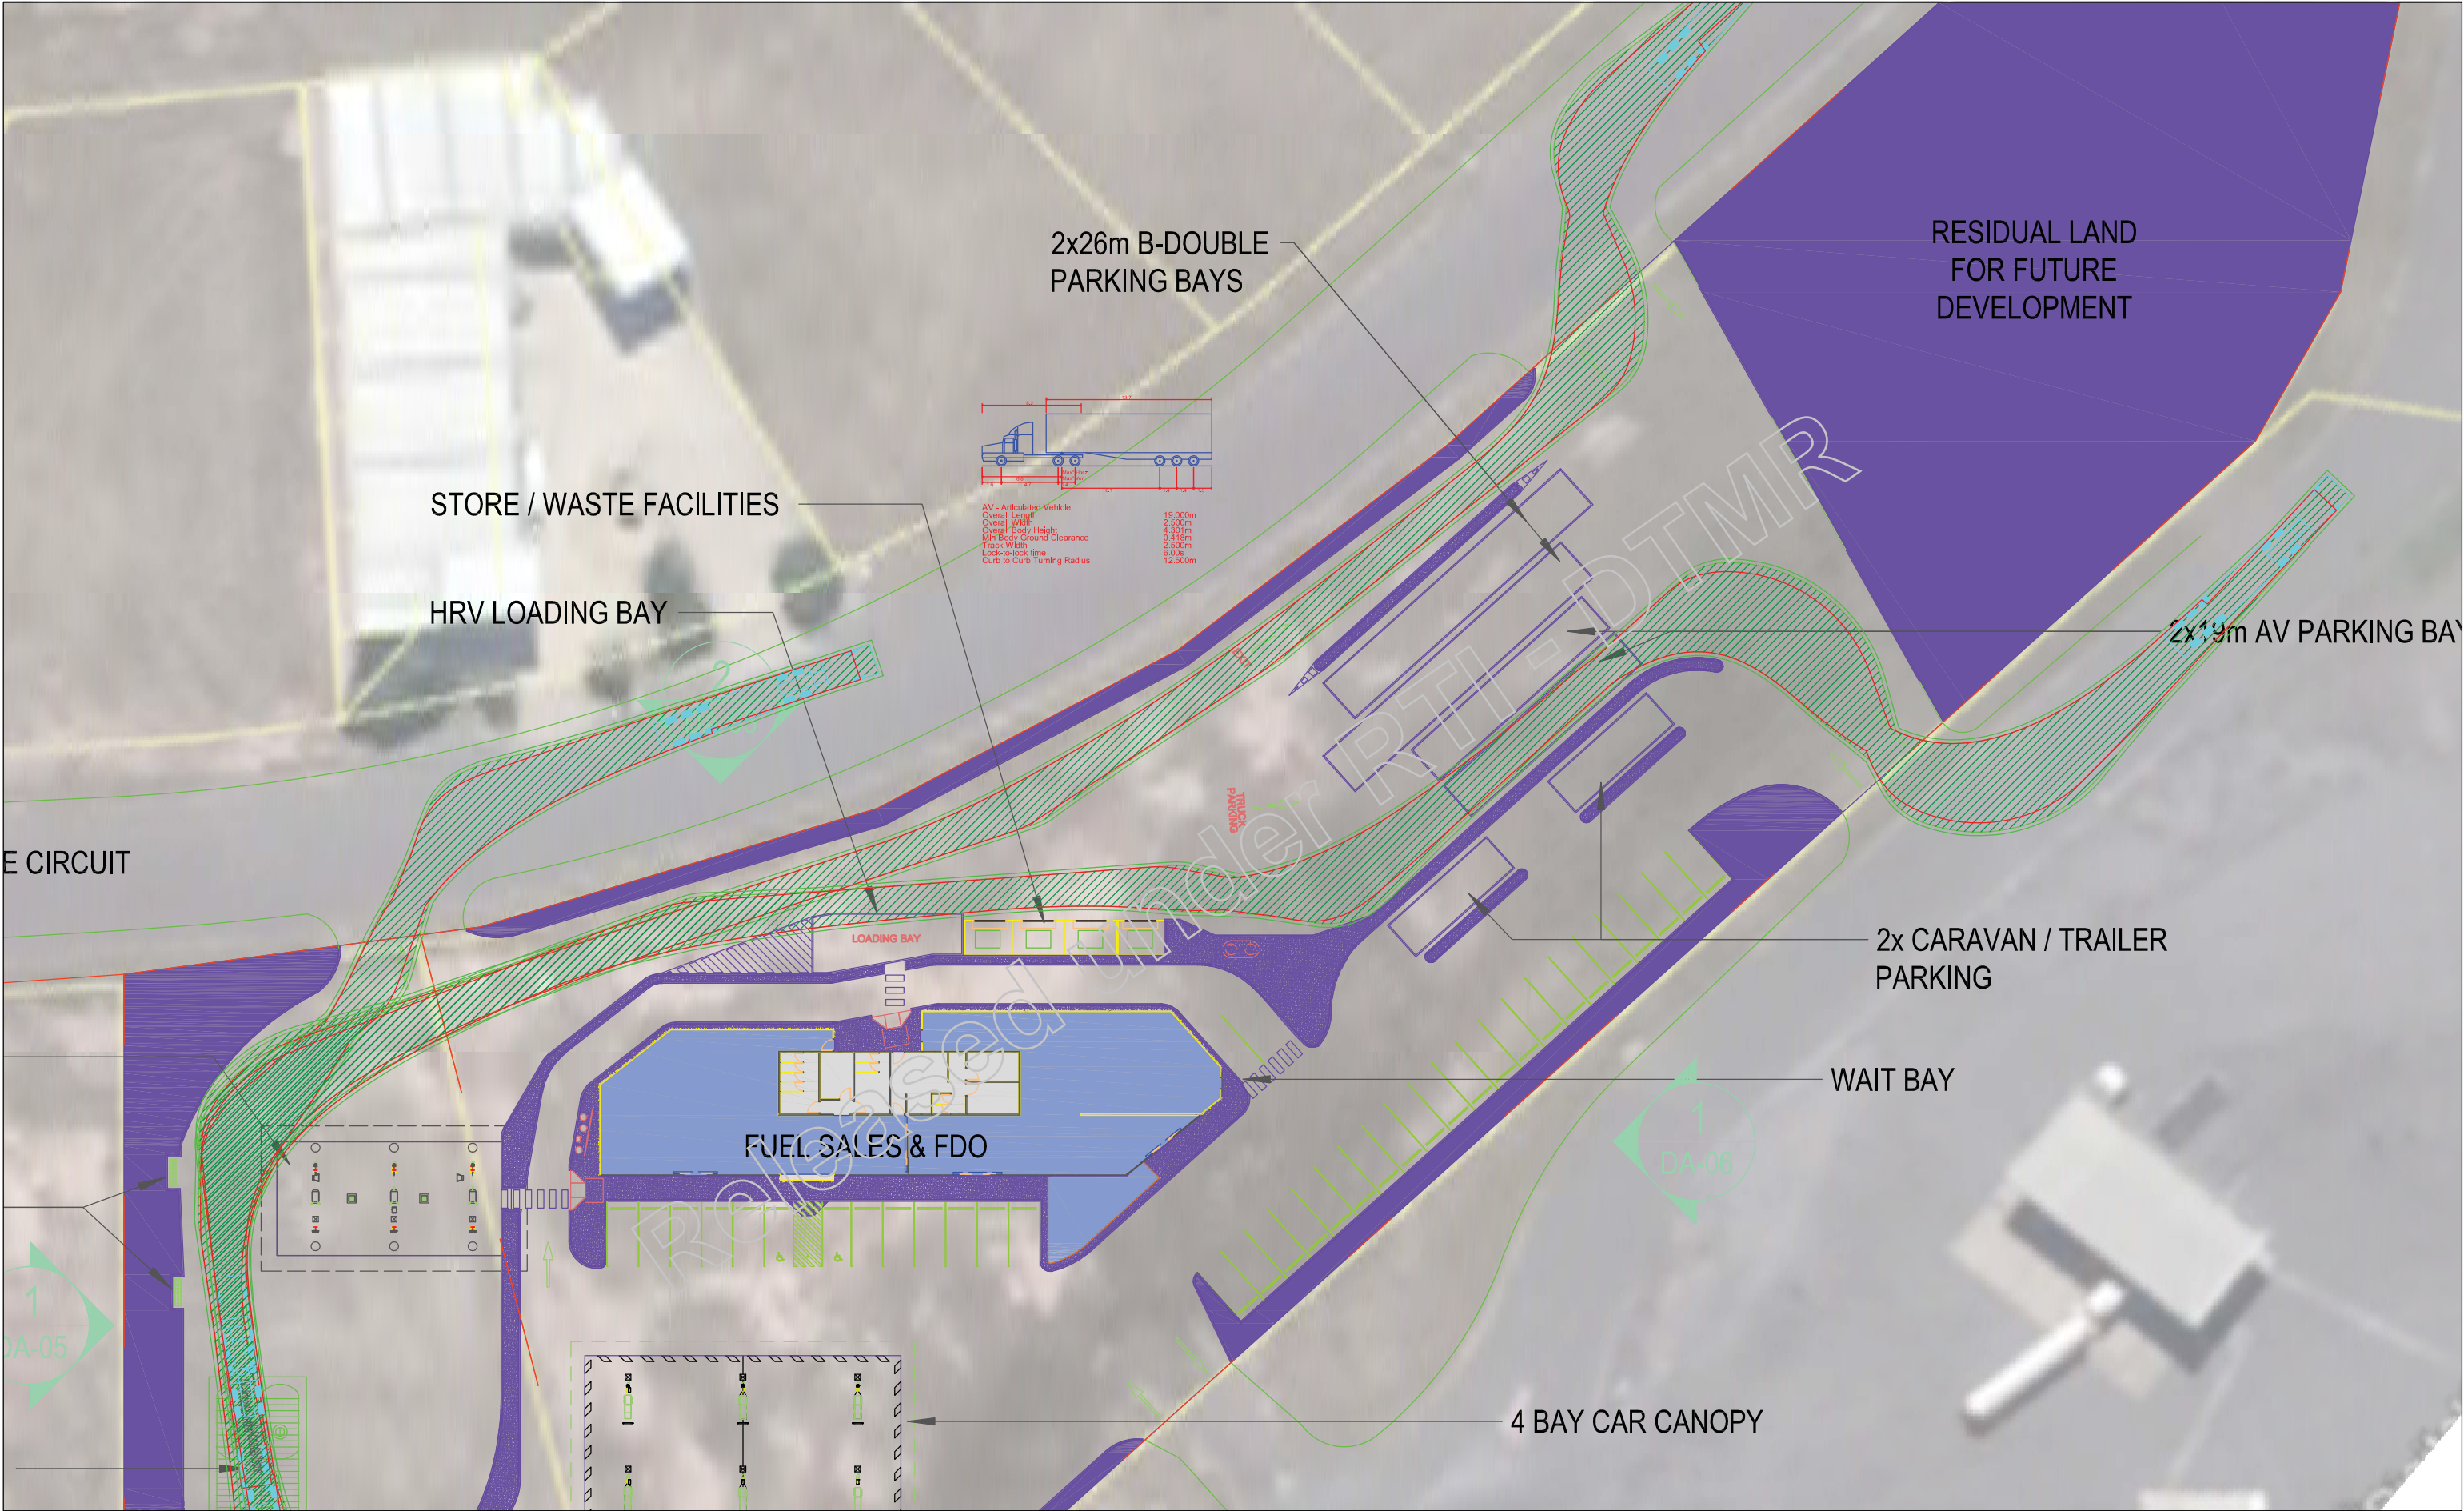 RESIDUAL LAND
FOR FUTURE
DEVELOPMENT
2x26m B-DOUBLE
PARKING BAYS
STORE / WASTE FACILITIES
AV - Articulated Vehicle
Overall Length 19.000m
Overall Width 2.500m
Overall Body Height 4.301m
Min Body Ground Clearance 0.418m
Track Width 2.500m
Lock-to-lock time 6.00s
Curb to Curb Turning Radius 12.500m
HRV LOADING BAY
2
2x19m AV PARKING BAY
EXIT
TRUCK
PARKING
E CIRCUIT
LOADING BAY
2x CARAVAN / TRAILER
PARKING
WAIT BAY
FUEL SALES & FDO
1
DA-06
1
DA-05
4 BAY CAR CANOPY
Released under RTI - DTMR